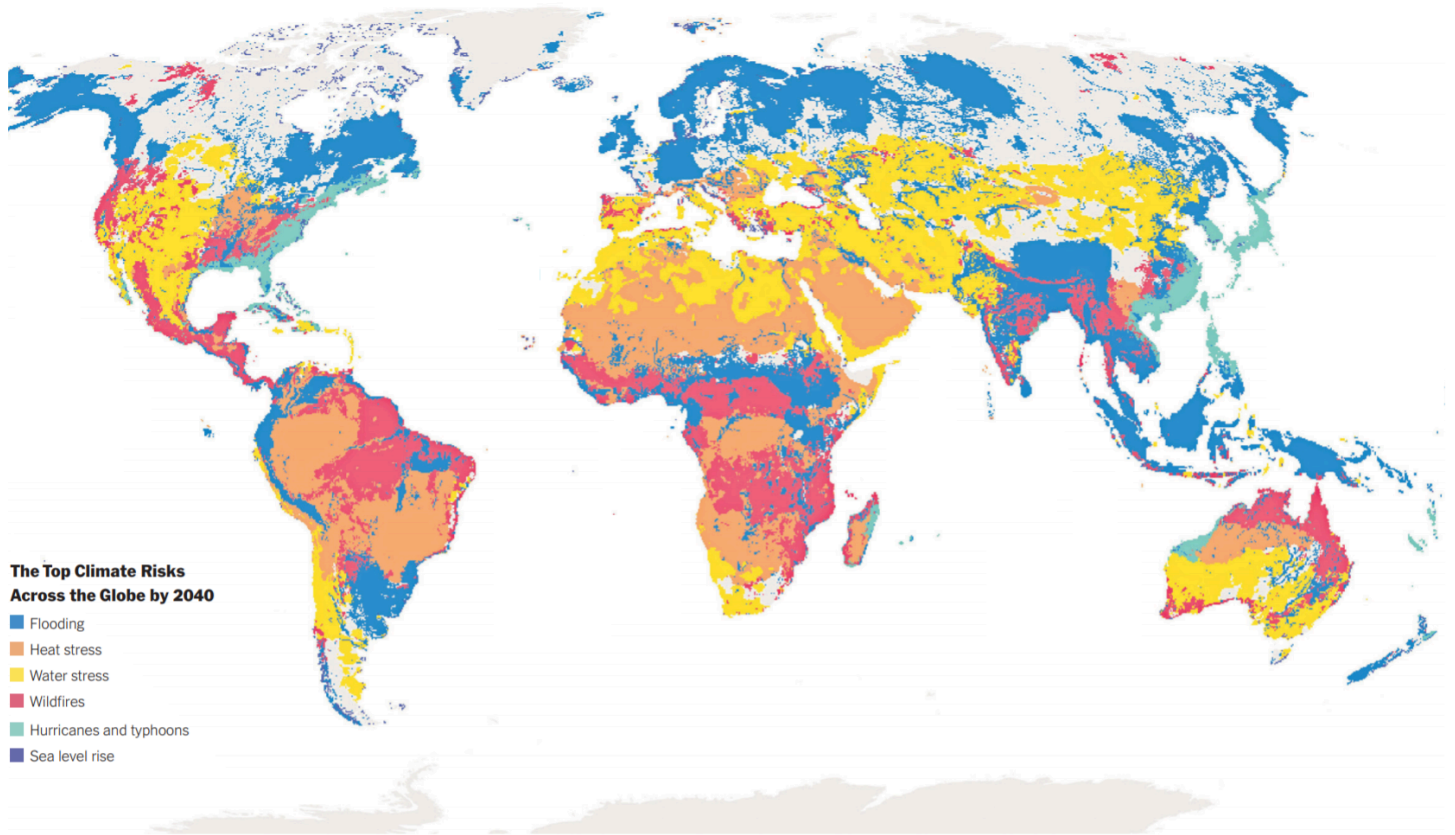 The Top Climate Risks
Across the Globe by 2040
Flooding
Heat stress
Water stress
Wildfires
Hurricanes and typhoons
Sea level rise